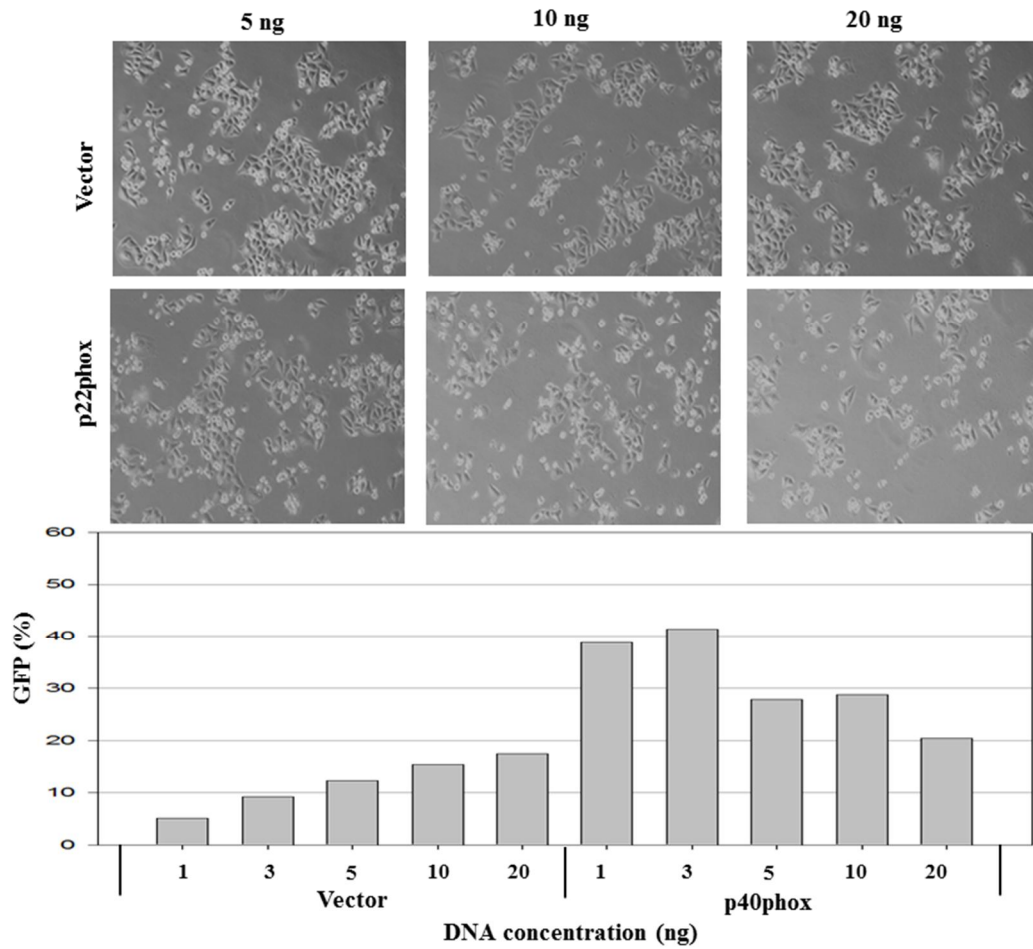 5 ng 10 ng 20 ng
Vector
p22phox
60
50
40
30
20
10
0
GFP (%)
1 3 5 10 20 1 3 5 10 20
Vector p40phox
DNA concentration (ng)